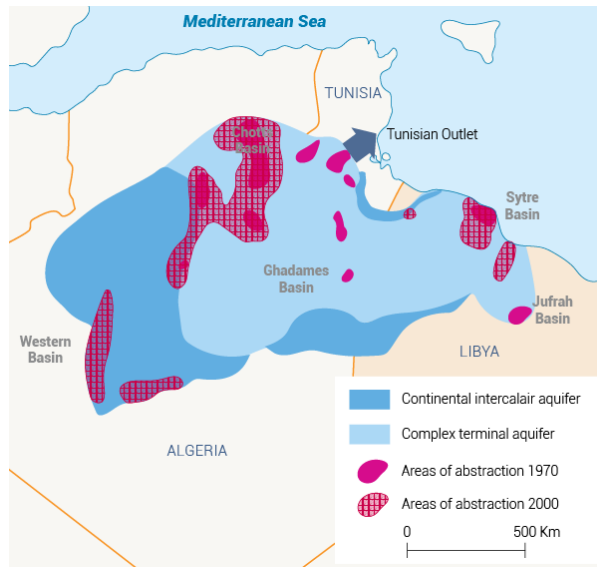 Mediterranean Sea
TUNISIA
Tunisian Outlet
Chotts
Basin
Sytre
Basin
Ghadames
Basin
Jufrah
Basin
Western
Basin
LIBYA
ALGERIA
Continental intercalair aquifer
Complex terminal aquifer
Areas of abstraction 1970
Areas of abstraction 2000
0
500 Km